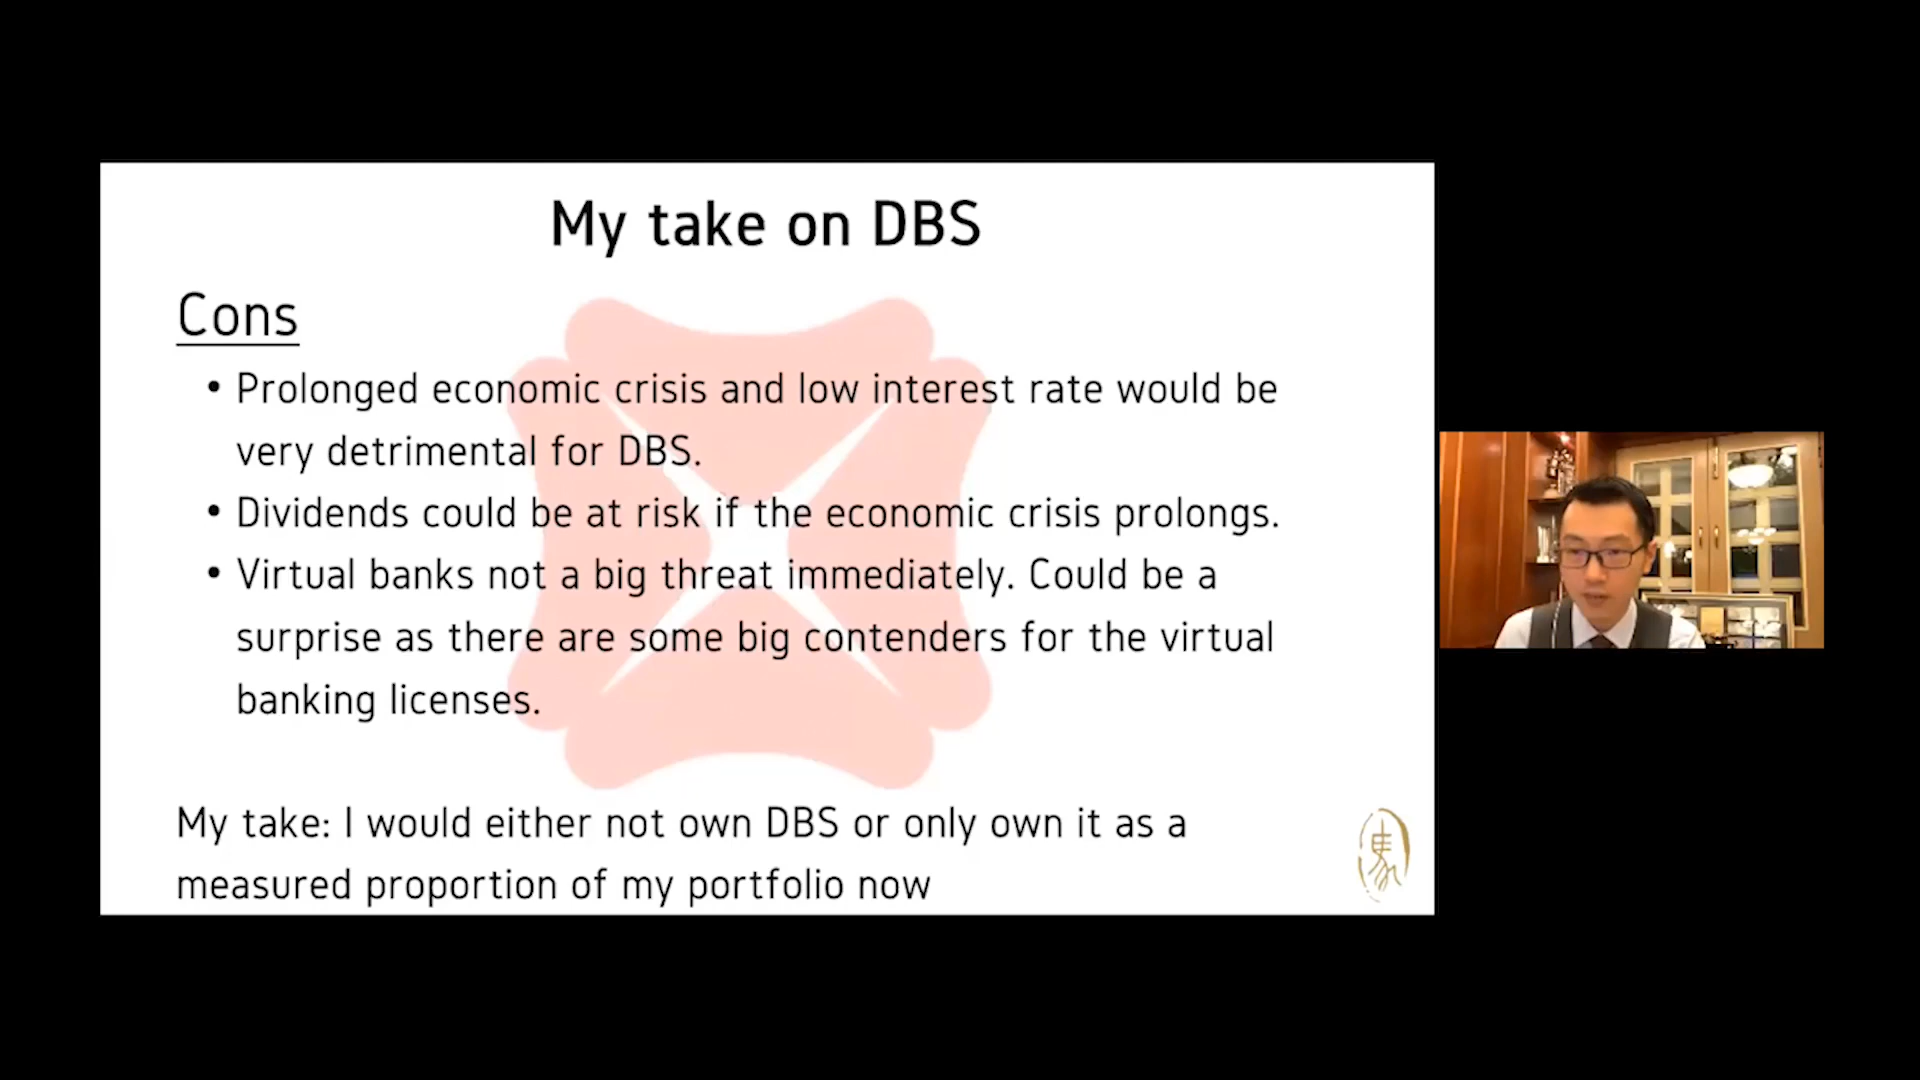 My take on DBS
Cons
• Prolonged economic crisis and low interest rate would be
very detrimental for DBS.
• Dividends could be at risk if the economic crisis prolongs.
• Virtual banks not a big threat immediately. Could be a
surprise as there are some big contenders for the virtual
banking licenses.
My take: I would either not own DBS or only own it as a
measured proportion of my portfolio now